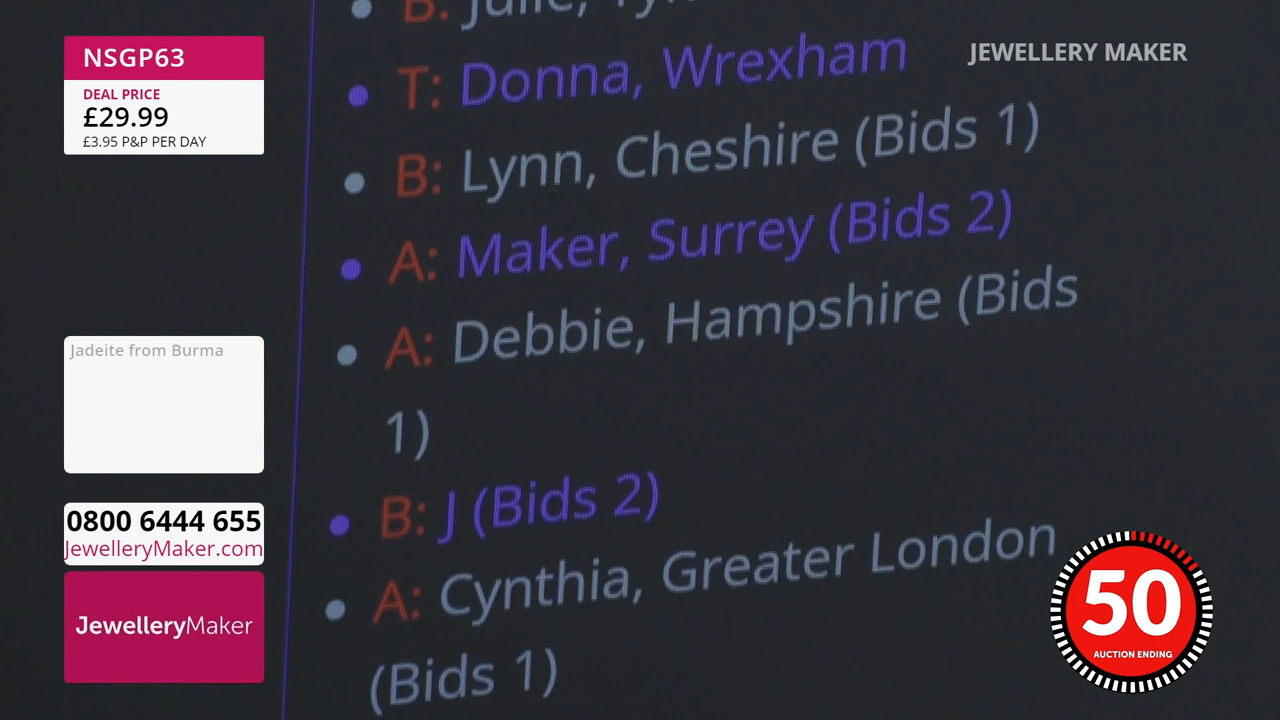 NSGP63
DEAL PRICE
£29.99
£3.95 P&P PER DAY
JEWELLERY MAKER
B: Julie,
T: Donna, Wrexham
B: Lynn, Cheshire (Bids 1)
A: Maker, Surrey (Bids 2)
A: Debbie, Hampshire (Bids
1)
B: J (Bids 2)
A: Cynthia, Greater London
(Bids 1)
Jadeite from Burma
0800 6444 655
JewelleryMaker.com
JewelleryMaker
50
AUCTION ENDING